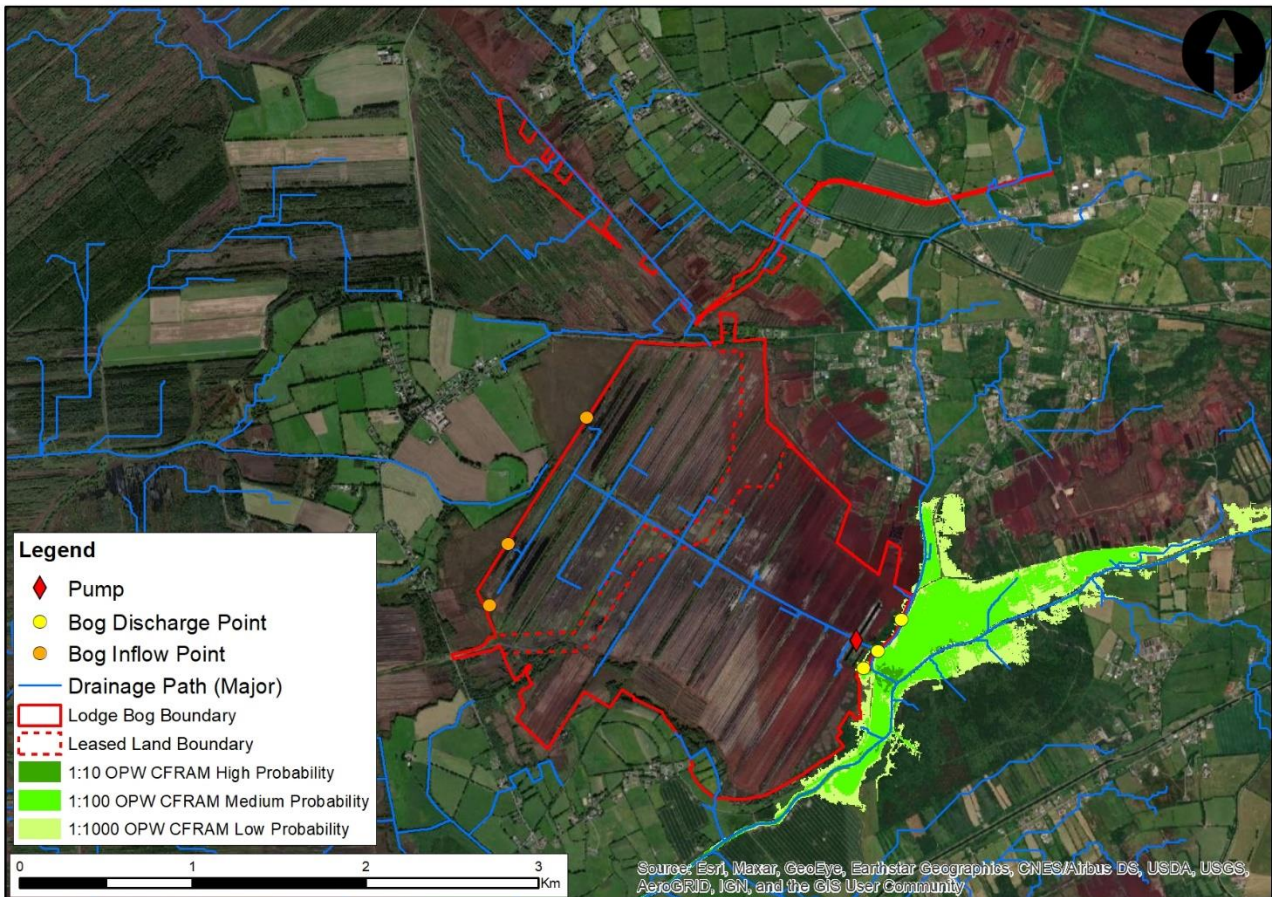 Legend
Pump
Bog Discharge Point
Bog Inflow Point
Drainage Path (Major)
Lodge Bog Boundary
Leased Land Boundary
1:10 OPW CFRAM High Probability
1:100 OPW CFRAM Medium Probability
1:1000 OPW CFRAM Low Probability
0 1 2 3
Km
Source: Esri, Maxar, GeoEye, Earthstar Geographics, CNES/Airbus DS, USDA, USGS,
AeroGRID, IGN, and the GIS User Community